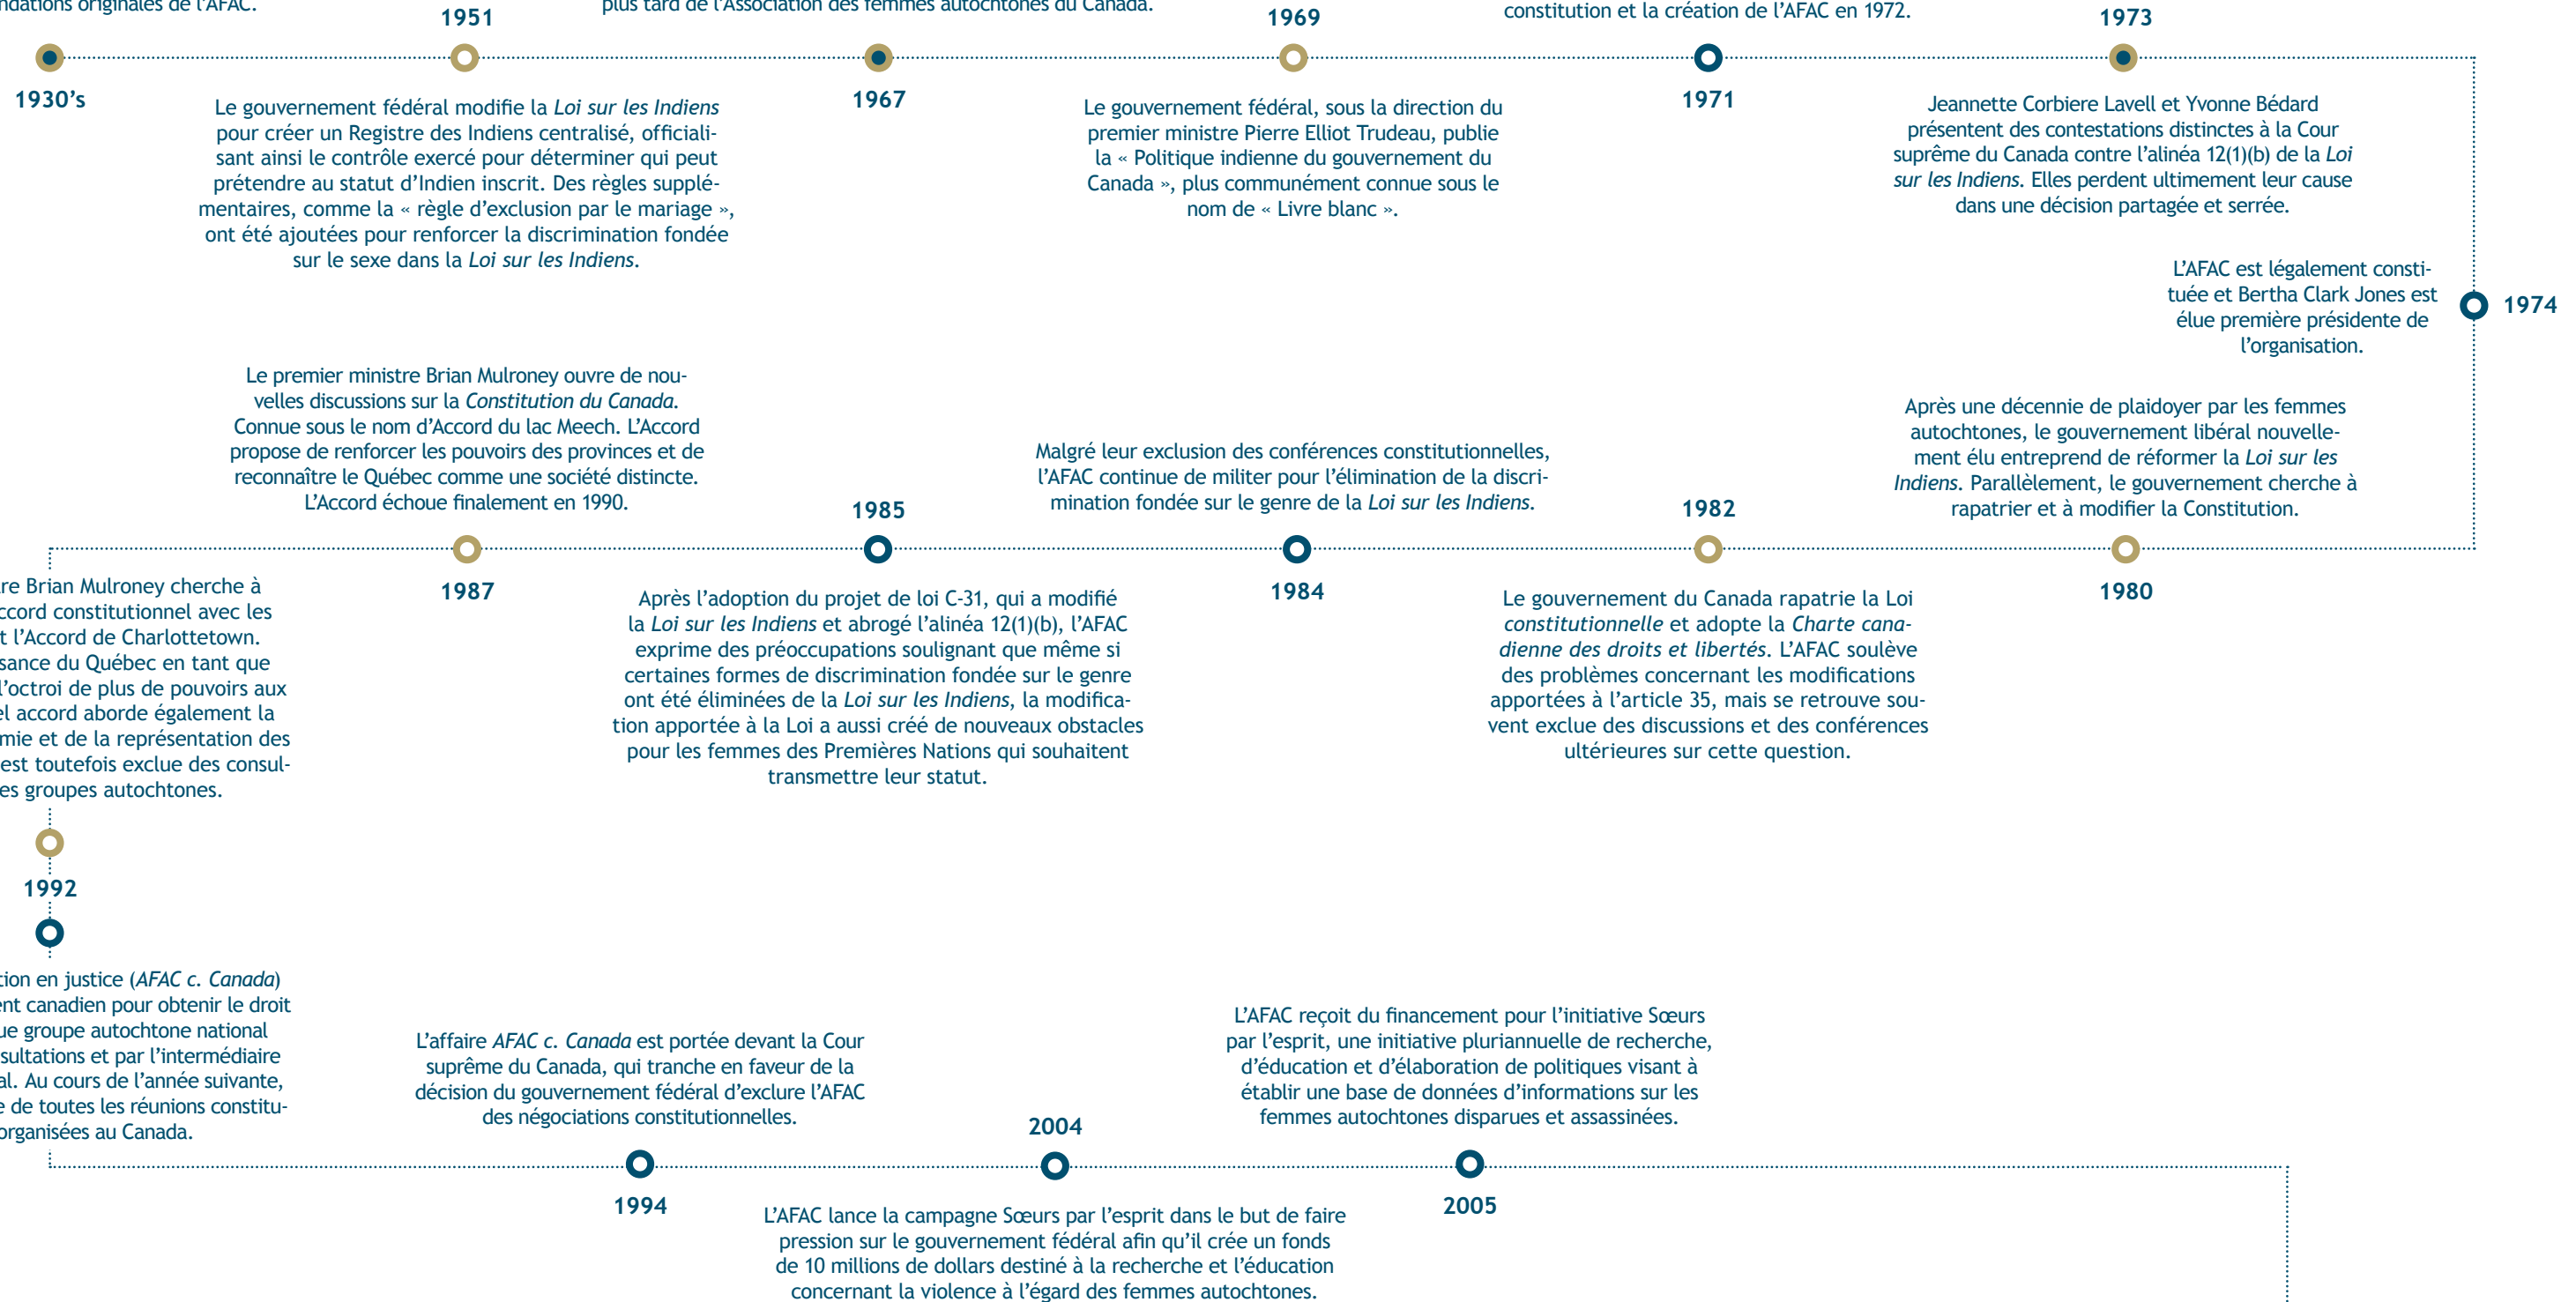 ndations originales de l'AFAC.
plus tard de l'Association des femmes autochtones du Canada.
constitution et la création de l'AFAC en 1972.
1930's
1951
Le gouvernement fédéral modifie la Loi sur les Indiens
pour créer un Registre des Indiens centralisé, officiali-
sant ainsi le contrôle exercé pour déterminer qui peut
prétendre au statut d'Indien inscrit. Des règles supplé-
mentaires, comme la « règle d'exclusion par le mariage »,
ont été ajoutées pour renforcer la discrimination fondée
sur le sexe dans la Loi sur les Indiens.
1967
1969
Le gouvernement fédéral, sous la direction du
premier ministre Pierre Elliot Trudeau, publie
la « Politique indienne du gouvernement du
Canada », plus communément connue sous le
nom de « Livre blanc ».
1971
1973
Jeannette Corbiere Lavell et Yvonne Bédard
présentent des contestations distinctes à la Cour
suprême du Canada contre l'alinéa 12(1)(b) de la Loi
sur les Indiens. Elles perdent ultimement leur cause
dans une décision partagée et serrée.
L'AFAC est légalement consti-
tuée et Bertha Clark Jones est
élue première présidente de
l'organisation.
1974
Après une décennie de plaidoyer par les femmes
autochtones, le gouvernement libéral nouvelle-
ment élu entreprend de réformer la Loi sur les
Indiens. Parallèlement, le gouvernement cherche à
rapatrier et à modifier la Constitution.
1980
1982
Le gouvernement du Canada rapatrie la Loi
constitutionnelle et adopte la Charte cana-
dienne des droits et libertés. L'AFAC soulève
des problèmes concernant les modifications
apportées à l'article 35, mais se retrouve sou-
vent exclue des discussions et des conférences
ultérieures sur cette question.
Malgré leur exclusion des conférences constitutionnelles,
l'AFAC continue de militer pour l'élimination de la discri-
mination fondée sur le genre de la Loi sur les Indiens.
1984
1985
Après l'adoption du projet de loi C-31, qui a modifié
la Loi sur les Indiens et abrogé l'alinéa 12(1)(b), l'AFAC
exprime des préoccupations soulignant que même si
certaines formes de discrimination fondée sur le genre
ont été éliminées de la Loi sur les Indiens, la modifica-
tion apportée à la Loi a aussi créé de nouveaux obstacles
pour les femmes des Premières Nations qui souhaitent
transmettre leur statut.
Le premier ministre Brian Mulroney ouvre de nou-
velles discussions sur la Constitution du Canada.
Connue sous le nom d'Accord du lac Meech. L'Accord
propose de renforcer les pouvoirs des provinces et de
reconnaître le Québec comme une société distincte.
L'Accord échoue finalement en 1990.
1987
re Brian Mulroney cherche à
ccord constitutionnel avec les
t l'Accord de Charlottetown.
sance du Québec en tant que
l'octroi de plus de pouvoirs aux
el accord aborde également la
mie et de la représentation des
est toutefois exclue des consul-
es groupes autochtones.
1992
tion en justice (AFAC c. Canada)
ent canadien pour obtenir le droit
ue groupe autochtone national
sultations et par l'intermédiaire
al. Au cours de l'année suivante,
e de toutes les réunions constitu-
organisées au Canada.
L'affaire AFAC c. Canada est portée devant la Cour
suprême du Canada, qui tranche en faveur de la
décision du gouvernement fédéral d'exclure l'AFAC
des négociations constitutionnelles.
1994
2004
L'AFAC lance la campagne Sœurs par l'esprit dans le but de faire
pression sur le gouvernement fédéral afin qu'il crée un fonds
de 10 millions de dollars destiné à la recherche et l'éducation
concernant la violence à l'égard des femmes autochtones.
L'AFAC reçoit du financement pour l'initiative Sœurs
par l'esprit, une initiative pluriannuelle de recherche,
d'éducation et d'élaboration de politiques visant à
établir une base de données d'informations sur les
femmes autochtones disparues et assassinées.
2005